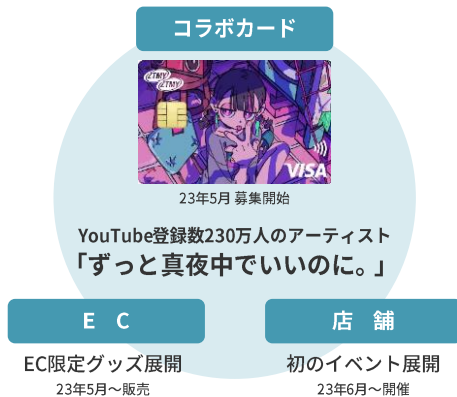 コラボカード
ZTMY
ZTMY
VISA
23年5月 募集開始
YouTube登録数230万人のアーティスト
「ずっと真夜中でいいのに。」
E C
店 舗
EC限定グッズ展開
初のイベント展開
23年5月～販売
23年6月～開催